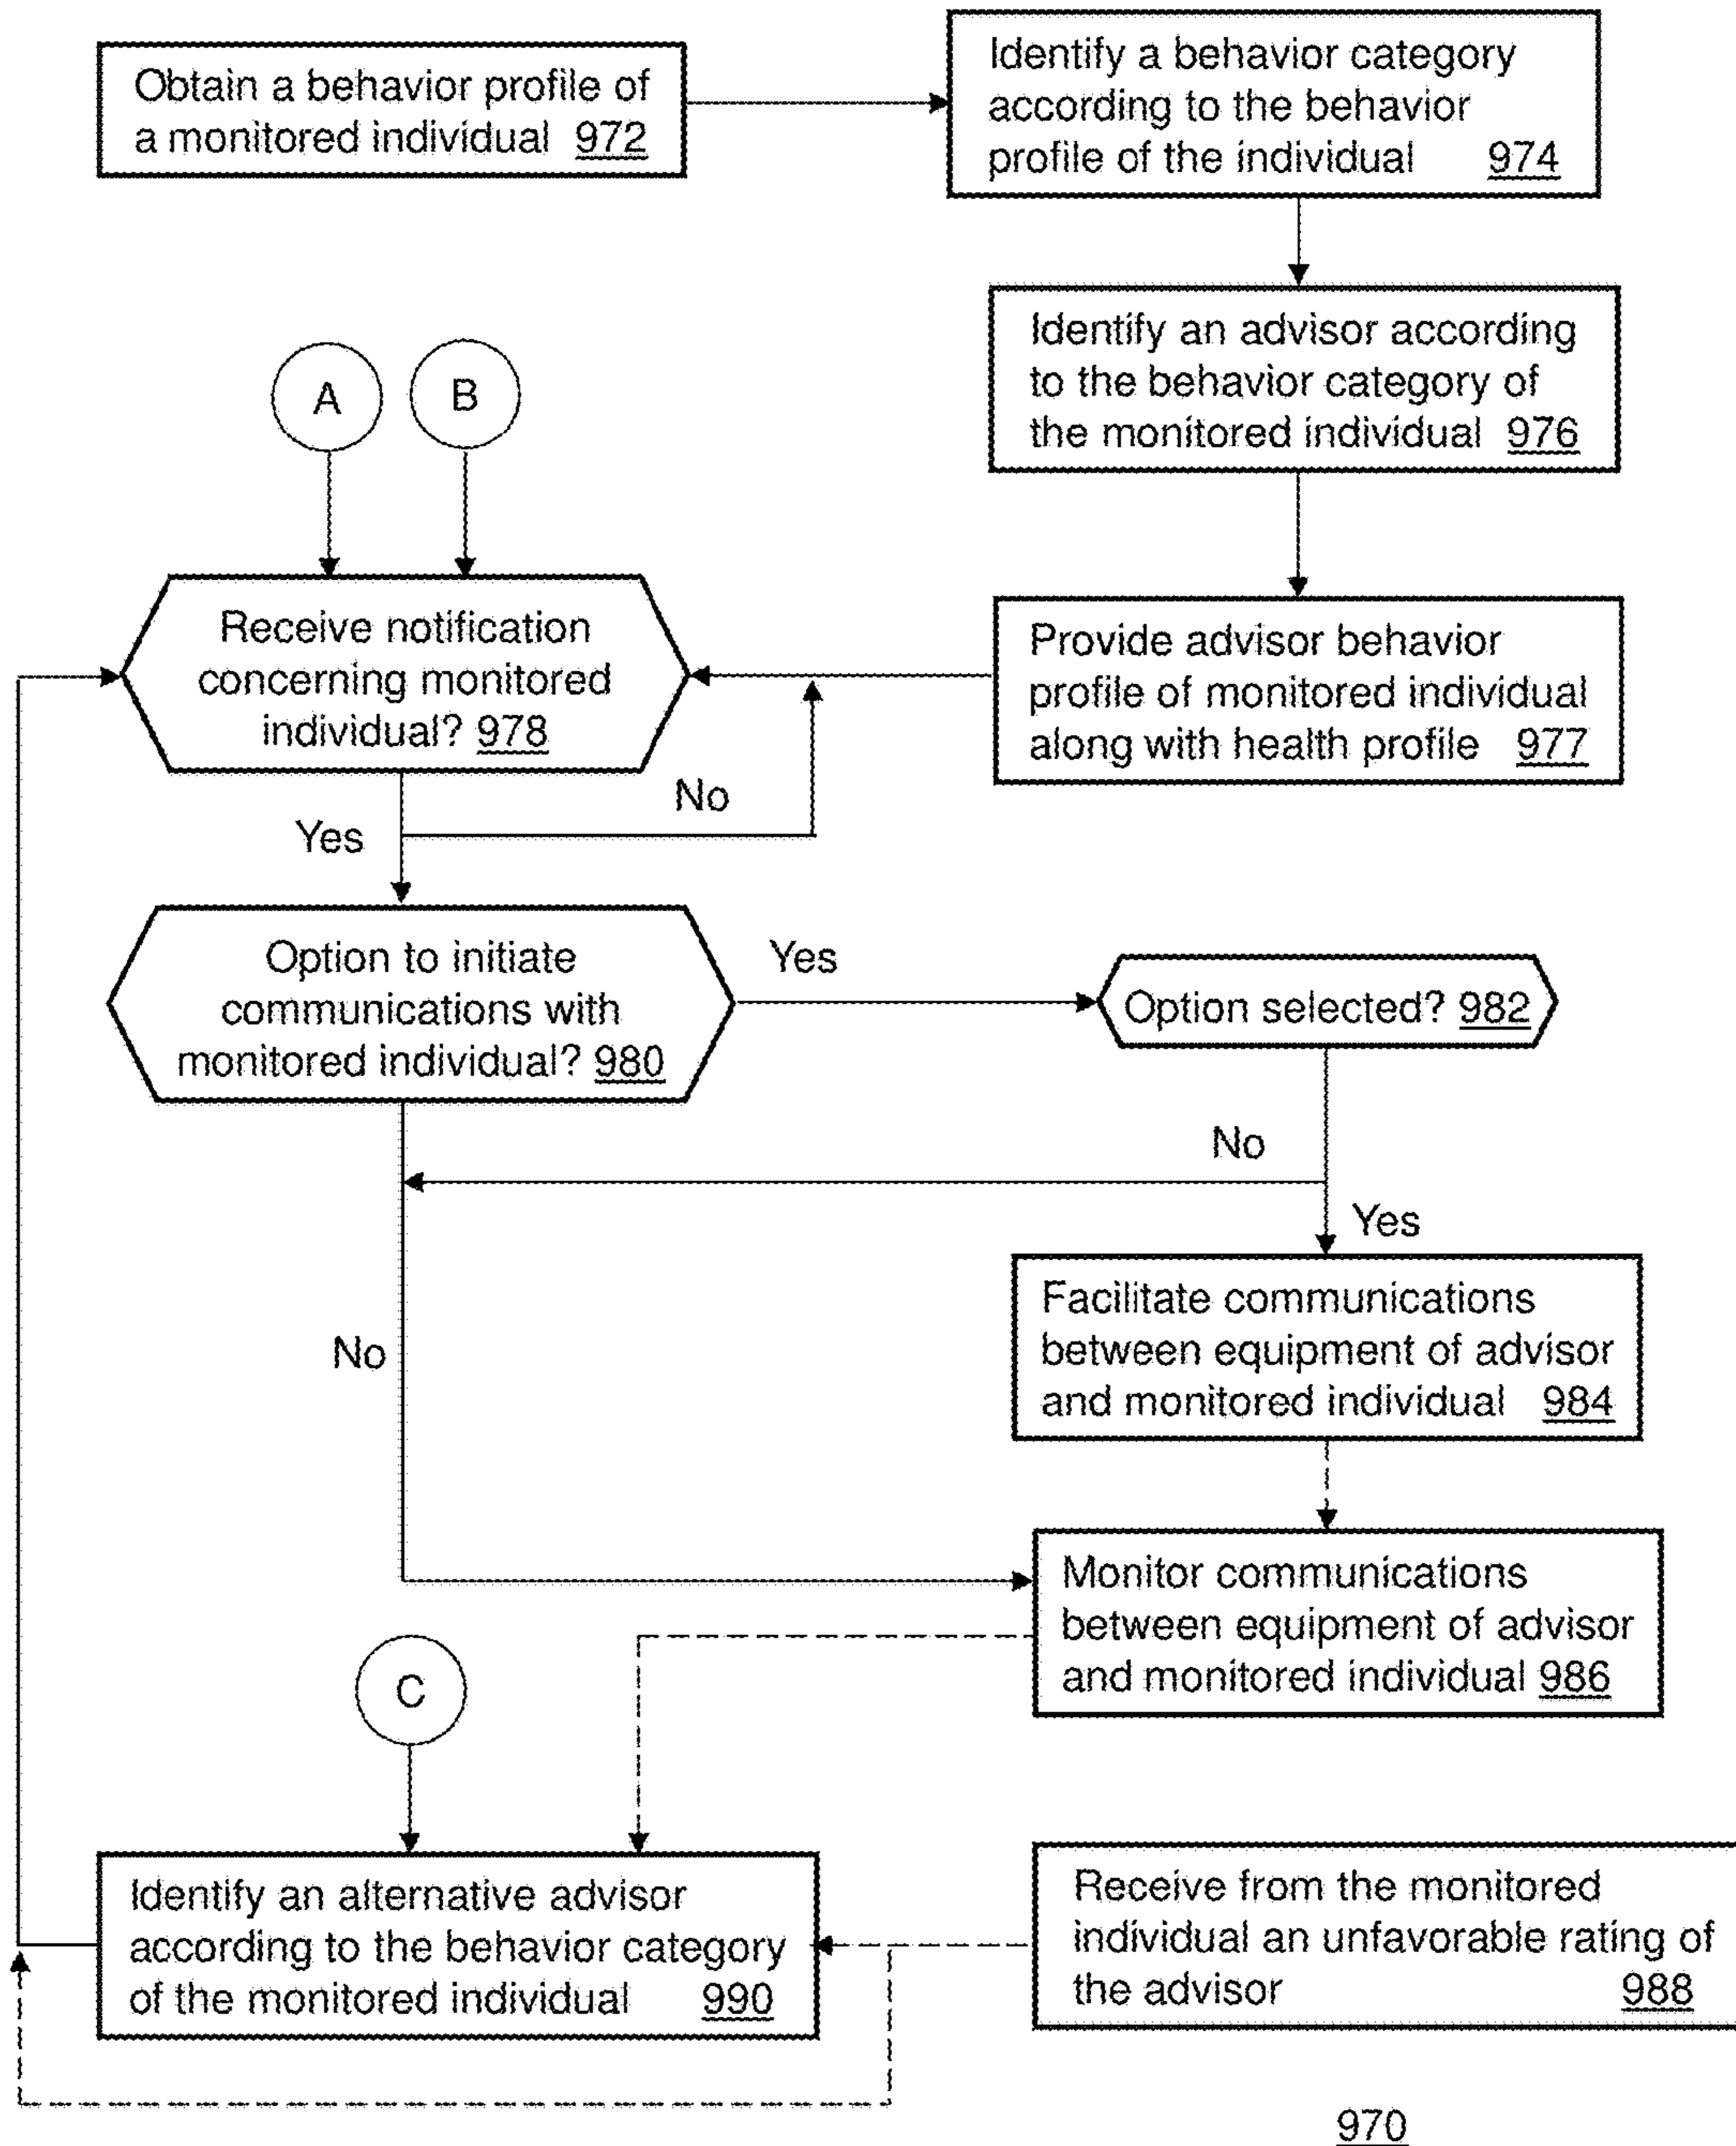 Obtain a behavior profile of
a monitored individual 972
Identify a behavior category
according to the behavior
profile of the individual 974
Identify an advisor according
to the behavior category of
the monitored individual 976
A
B
Receive notification
concerning monitored
individual? 978
Provide advisor behavior
profile of monitored individual
along with health profile 977
No
Yes
Option to initiate
communications with
monitored individual? 980
Yes
Option selected? 982
No
Yes
Facilitate communications
between equipment of advisor
and monitored individual 984
No
Monitor communications
between equipment of advisor
and monitored individual 986
C
Identify an alternative advisor
according to the behavior category
of the monitored individual 990
Receive from the monitored
individual an unfavorable rating of
the advisor 988
970